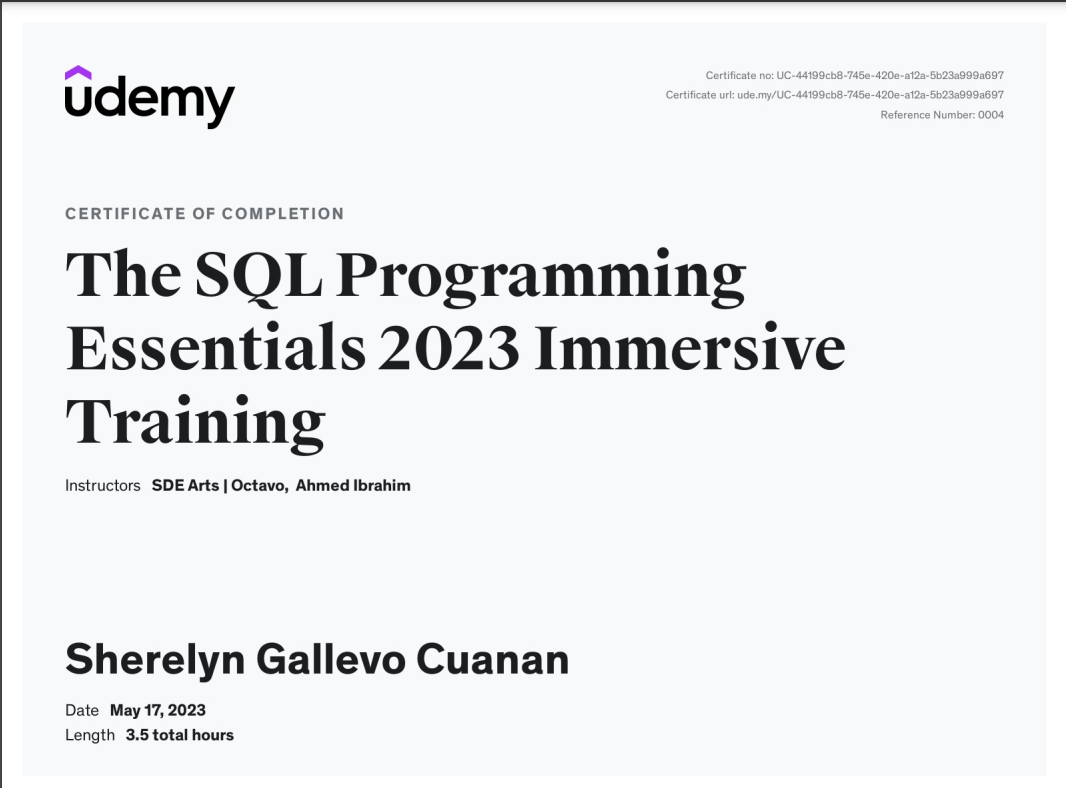 udemy
Certificate no: UC-44199cb8-745e-420e-a12a-5b23a999a697
Certificate url: ude.my/UC-44199cb8-745e-420e-a12a-5b23a999a697
Reference Number: 0004
CERTIFICATE OF COMPLETION
The SQL Programming
Essentials 2023 Immersive
Training
Instructors SDE Arts | Octavo, Ahmed Ibrahim
Sherelyn Gallevo Cuanan
Date May 17, 2023
Length 3.5 total hours